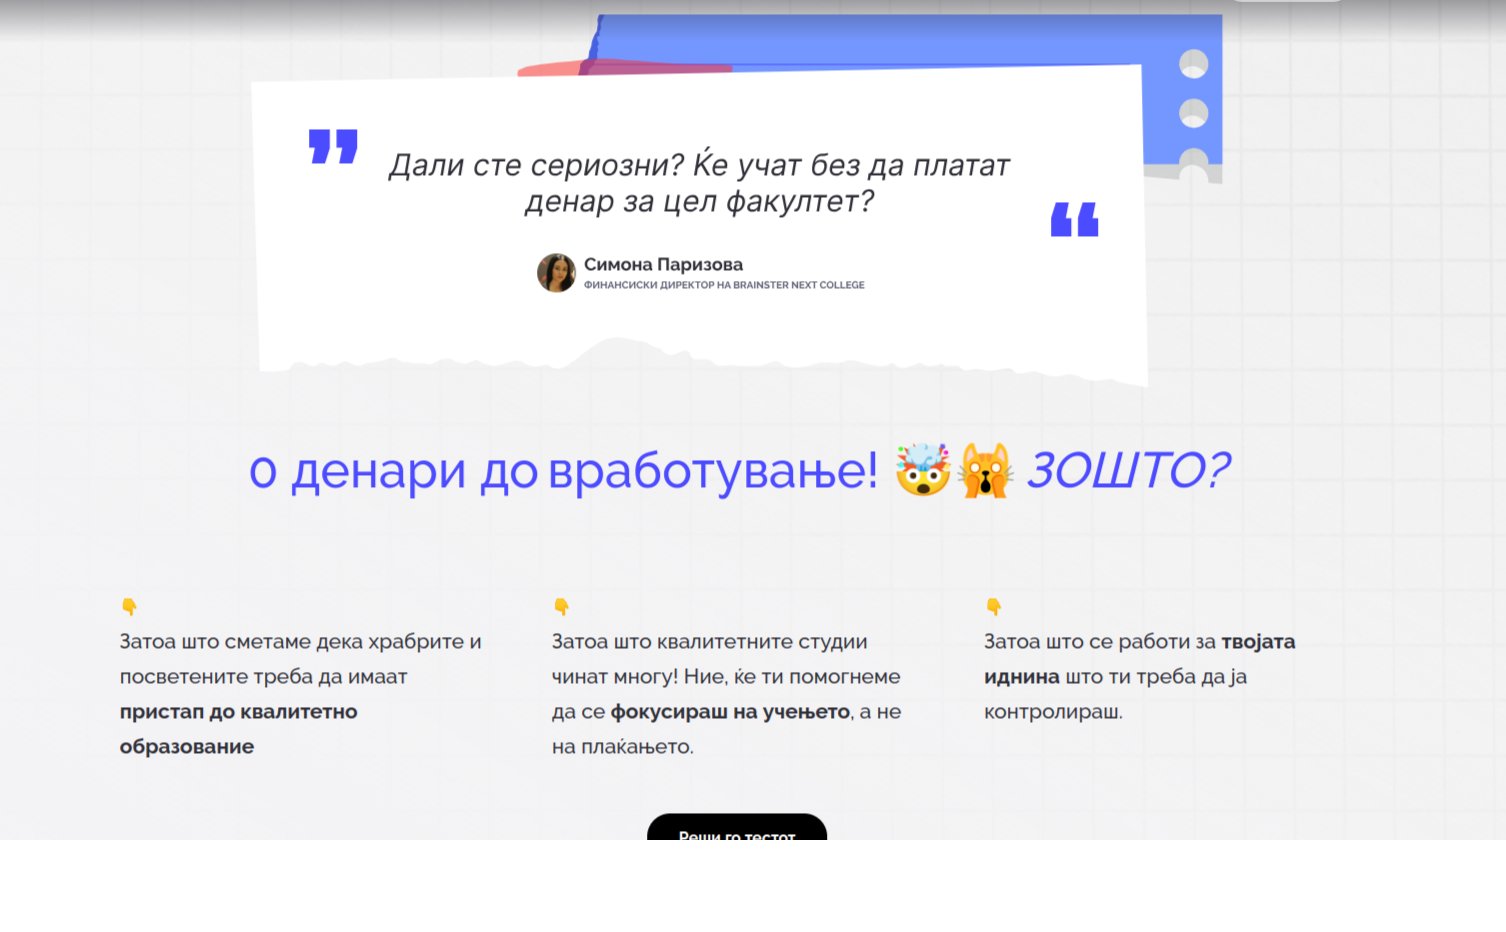 Дали сте сериозни? Ќе учат без да платат
денар за цел факултет?
Симона Паризова
ФИНАНСИСКИ ДИРЕКТОР НА BRAINSTER NEXT COLLEGE
0 денари до вработување! 🤯🙀 ЗОШТО?
👇
Затоа што сметаме дека храбрите и
посветените треба да имаат
пристап до квалитетно
образование
👇
Затоа што квалитетните студии
чинат многу! Ние, ќе ти помогнеме
да се фокусираш на учењето, а не
на плаќањето.
👇
Затоа што се работи за твојата
иднина што ти треба да ја
контролираш.
Реши го тестот